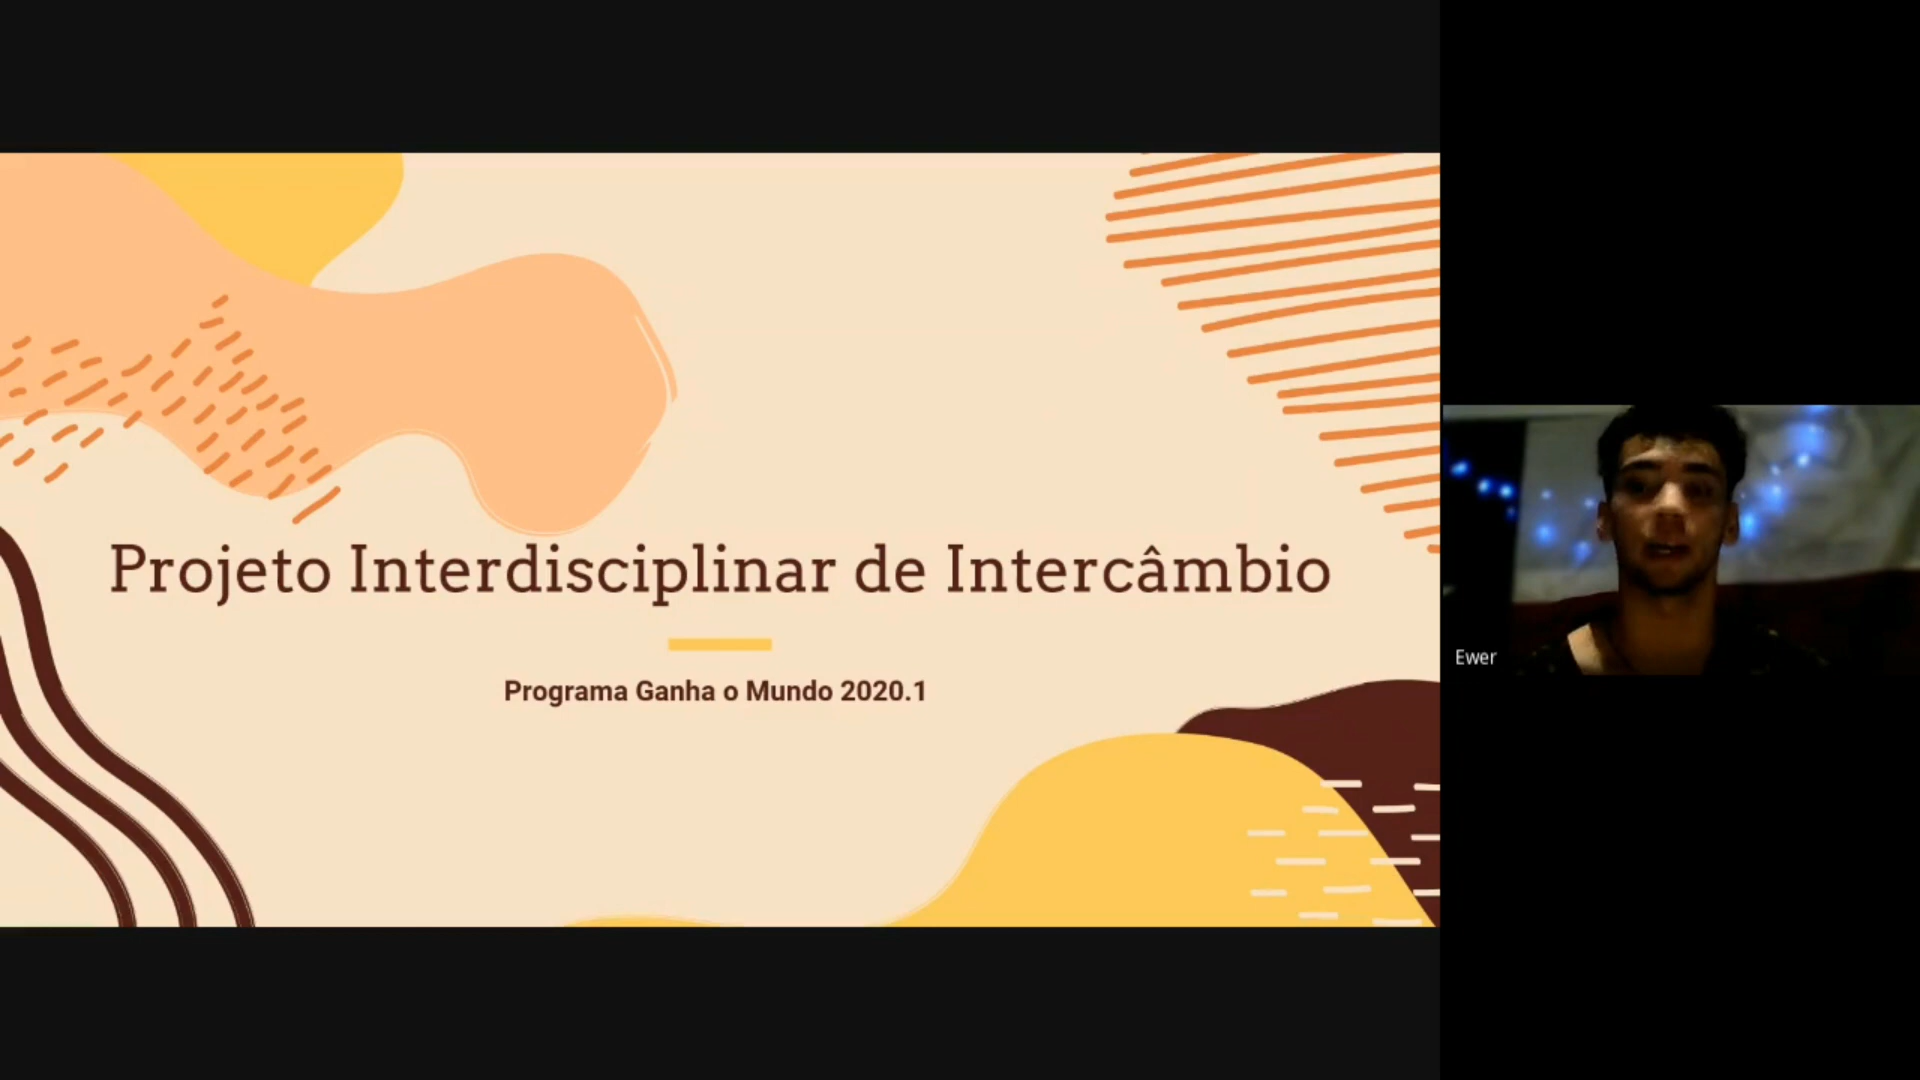 Projeto Interdisciplinar de Intercâmbio
Programa Ganha o Mundo 2020.1
Ewer